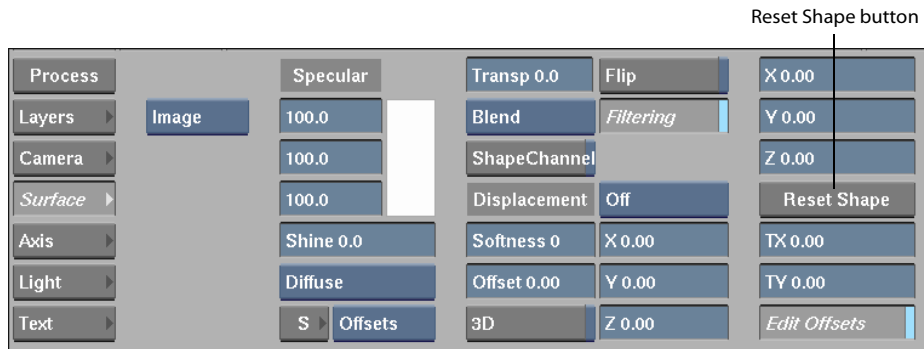 Reset Shape button
Process Specular Transp 0.0 Flip X 0.00
Layers Image 100.0 Blend Filtering Y 0.00
Camera 100.0 ShapeChannel Z 0.00
Surface 100.0 Displacement Off Reset Shape
Axis Shine 0.0 Softness 0 X 0.00 TX 0.00
Light Diffuse Offset 0.00 Y 0.00 TY 0.00
Text S Offsets 3D Z 0.00 Edit Offsets